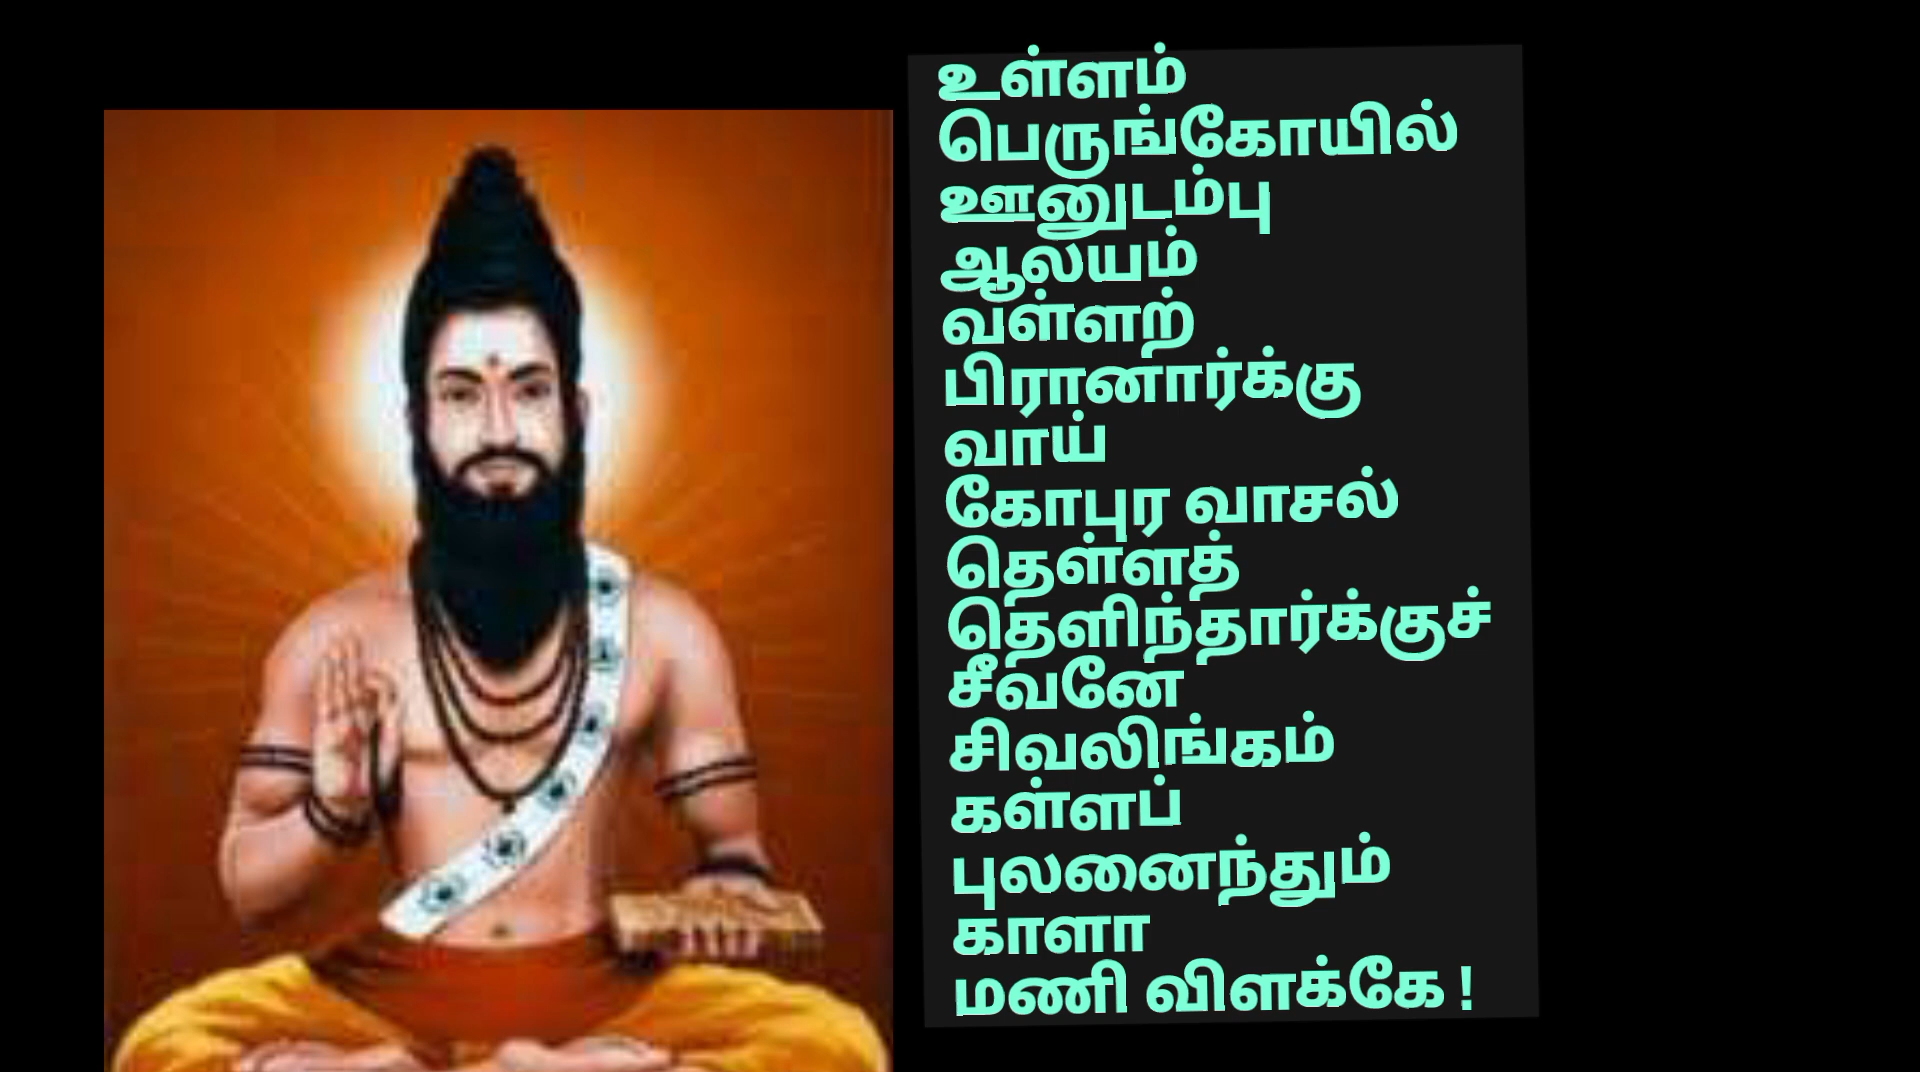 உள்ளம்
பெருங்கோயில்
ஊனுடம்பு
ஆலயம்
வள்ளற்
பிரானார்க்கு
வாய்
கோபுர வாசல்
தெள்ளத்
தெளிந்தார்க்குச்
சீவனே
சிவலிங்கம்
கள்ளப்
புலனைந்தும்
காளா
மணி விளக்கே !